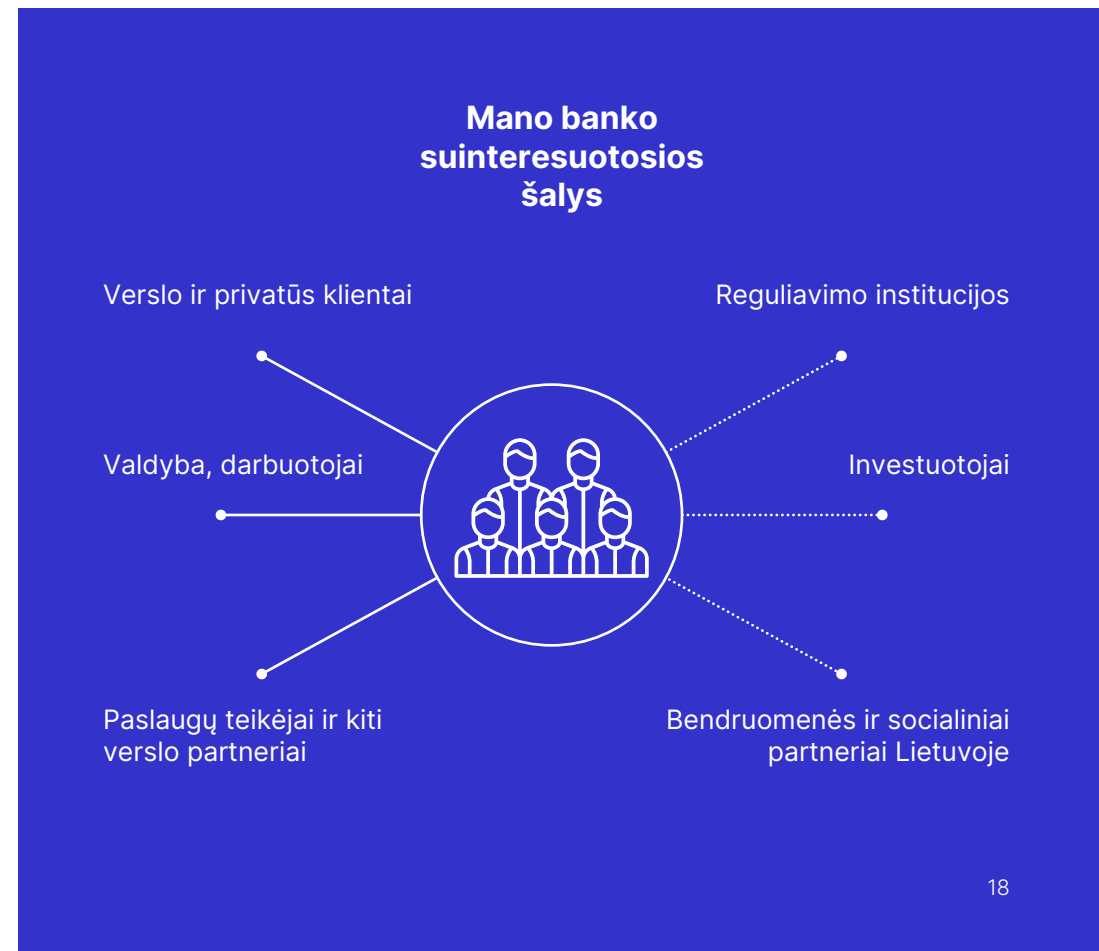 Mano banko
suinteresuotosios
šalys
Verslo ir privatūs klientai
Reguliavimo institucijos
Valdyba, darbuotojai
Investuotojai
Paslaugų teikėjai ir kiti
verslo partneriai
Bendruomenės ir socialiniai
partneriai Lietuvoje
18